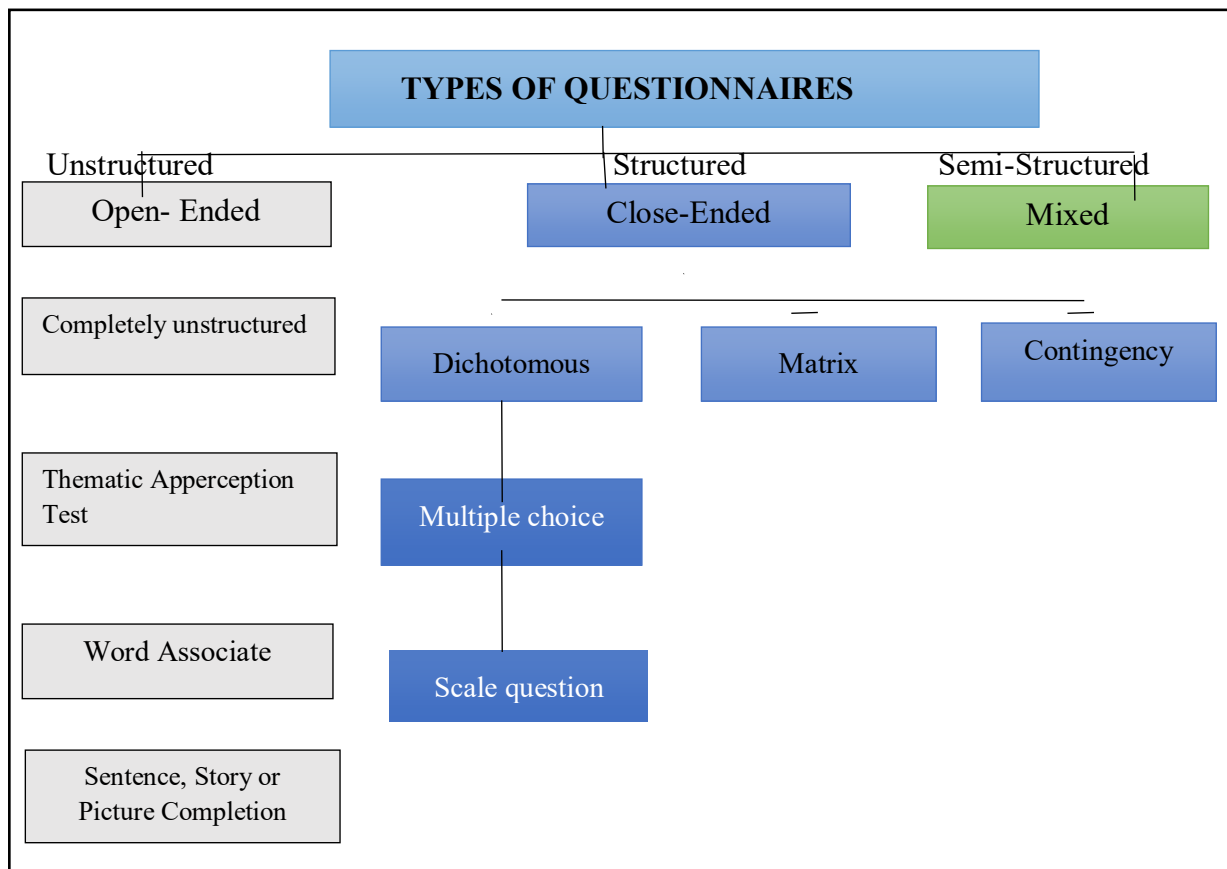 TYPES OF QUESTIONNAIRES
Unstructured
Structured
Semi-Structured
Open- Ended
Close-Ended
Mixed
Completely unstructured
Dichotomous
Matrix
Contingency
Thematic Apperception
Test
Multiple choice
Word Associate
Scale question
Sentence, Story or
Picture Completion